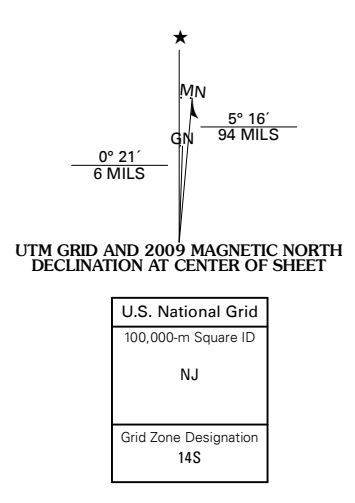 ★
MN
5° 16´
94 MILS
GN
0° 21´
6 MILS
UTM GRID AND 2009 MAGNETIC NORTH
DECLINATION AT CENTER OF SHEET
U.S. National Grid
100,000-m Square ID
NJ
Grid Zone Designation
14S